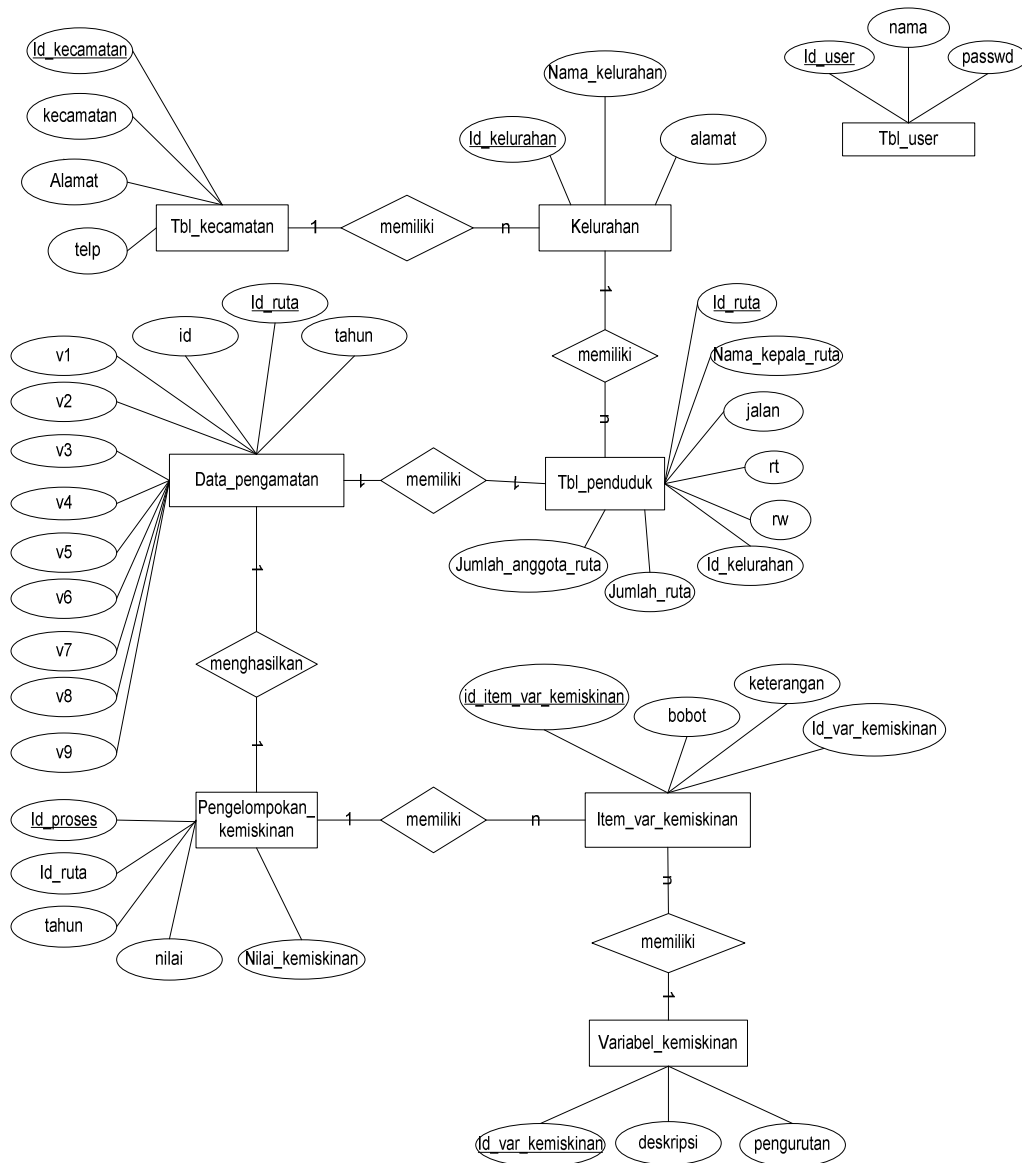 nama
Id_user
passwd
Tbl_user
Id_kecamatan
kecamatan
Alamat
telp
Tbl_kecamatan
1
memiliki
n
Nama_kelurahan
Id_kelurahan
alamat
Kelurahan
1
memiliki
n
Id_ruta
id
tahun
v1
v2
v3
v4
v5
v6
v7
v8
v9
Data_pengamatan
1
memiliki
1
Tbl_penduduk
Id_ruta
Nama_kepala_ruta
jalan
rt
rw
Id_kelurahan
Jumlah_anggota_ruta
Jumlah_ruta
1
menghasilkan
1
Pengelompokan_
kemiskinan
Id_proses
Id_ruta
tahun
nilai
Nilai_kemiskinan
1
memiliki
n
id_item_var_kemiskinan
bobot
keterangan
Id_var_kemiskinan
Item_var_kemiskinan
n
memiliki
1
Variabel_kemiskinan
Id_var_kemiskinan
deskripsi
pengurutan